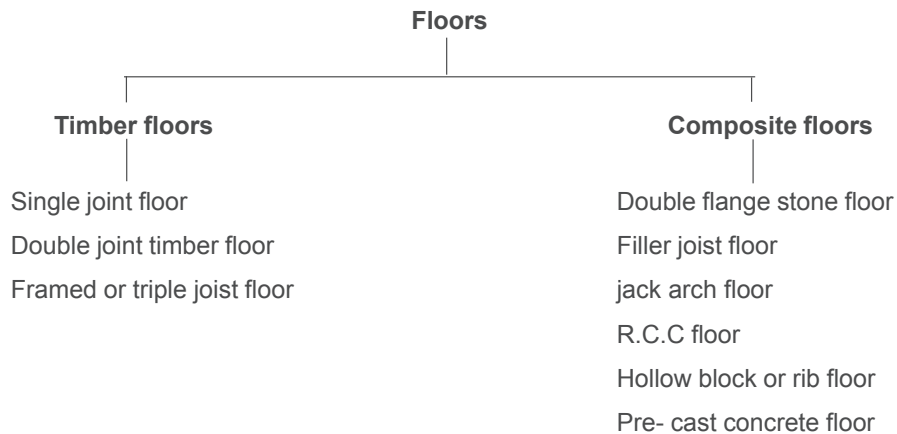 Floors
Timber floors
Single joint floor
Double joint timber floor
Framed or triple joist floor
Composite floors
Double flange stone floor
Filler joist floor
jack arch floor
R.C.C floor
Hollow block or rib floor
Pre- cast concrete floor